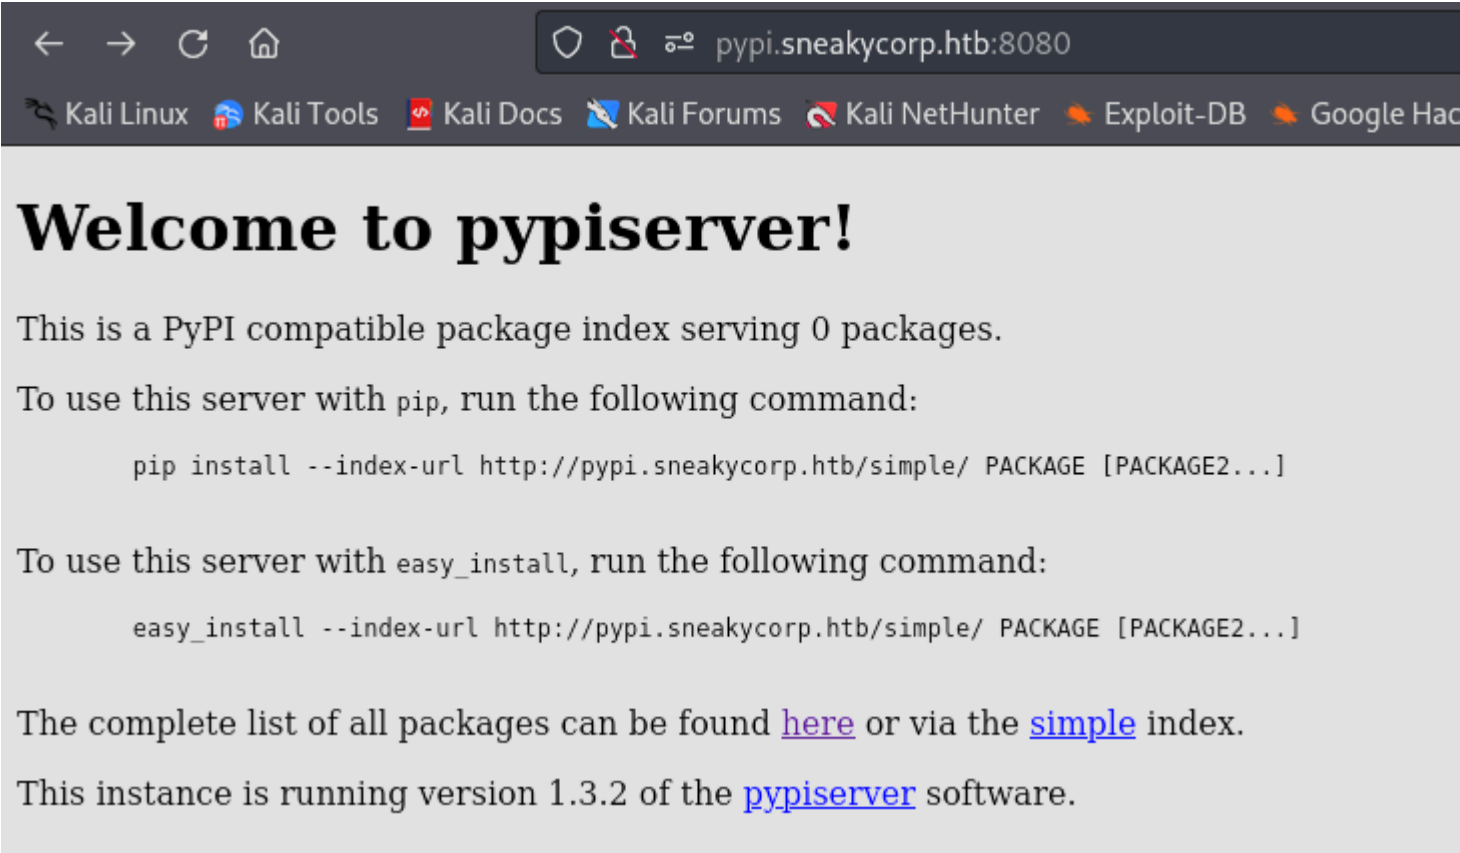 pypi.sneakycorp.htb:8080
Kali Linux Kali Tools Kali Docs Kali Forums Kali NetHunter Exploit-DB Google Hac
Welcome to pypiserver!
This is a PyPI compatible package index serving 0 packages.
To use this server with pip, run the following command:
pip install --index-url http://pypi.sneakycorp.htb/simple/ PACKAGE [PACKAGE2...]
To use this server with easy_install, run the following command:
easy_install --index-url http://pypi.sneakycorp.htb/simple/ PACKAGE [PACKAGE2...]
The complete list of all packages can be found here or via the simple index.
This instance is running version 1.3.2 of the pypiserver software.